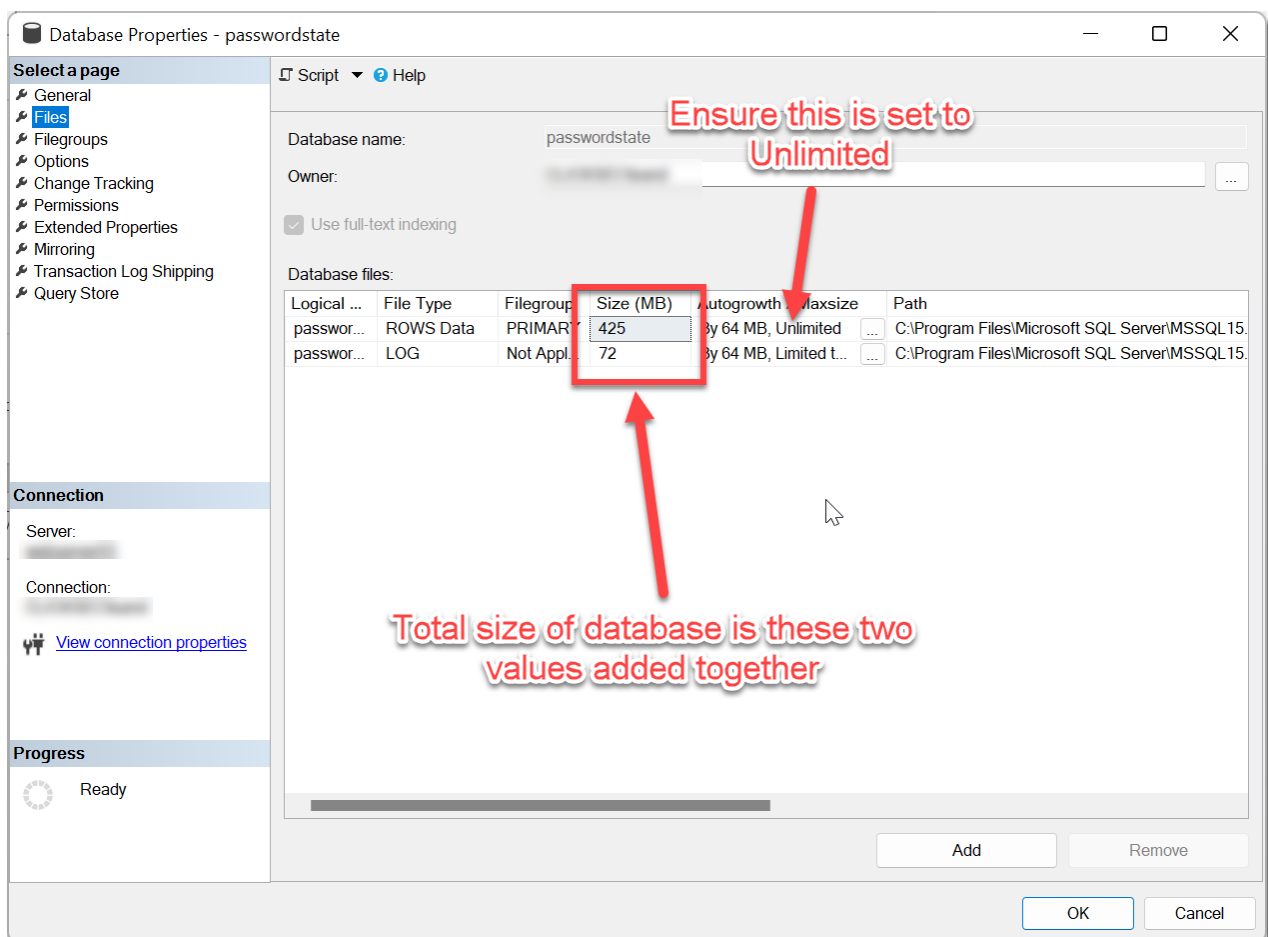 Database Properties - passwordstate
Select a page
Script Help
General
Files
Filegroups
Options
Change Tracking
Permissions
Extended Properties
Mirroring
Transaction Log Shipping
Query Store
Ensure this is set to
Unlimited
Database name: passwordstate
Owner:
...
Use full-text indexing
Database files:
Logical ... File Type Filegroup Size (MB) Autogrowth Maxsize Path
passwor... ROWS Data PRIMARY 425 By 64 MB, Unlimited ... C:\Program Files\Microsoft SQL Server\MSSQL15.
passwor... LOG Not Appl... 72 By 64 MB, Limited t... ... C:\Program Files\Microsoft SQL Server\MSSQL15.
Total size of database is these two
values added together
Connection
Server:
Connection:
View connection properties
Progress
Ready
Add Remove
OK Cancel